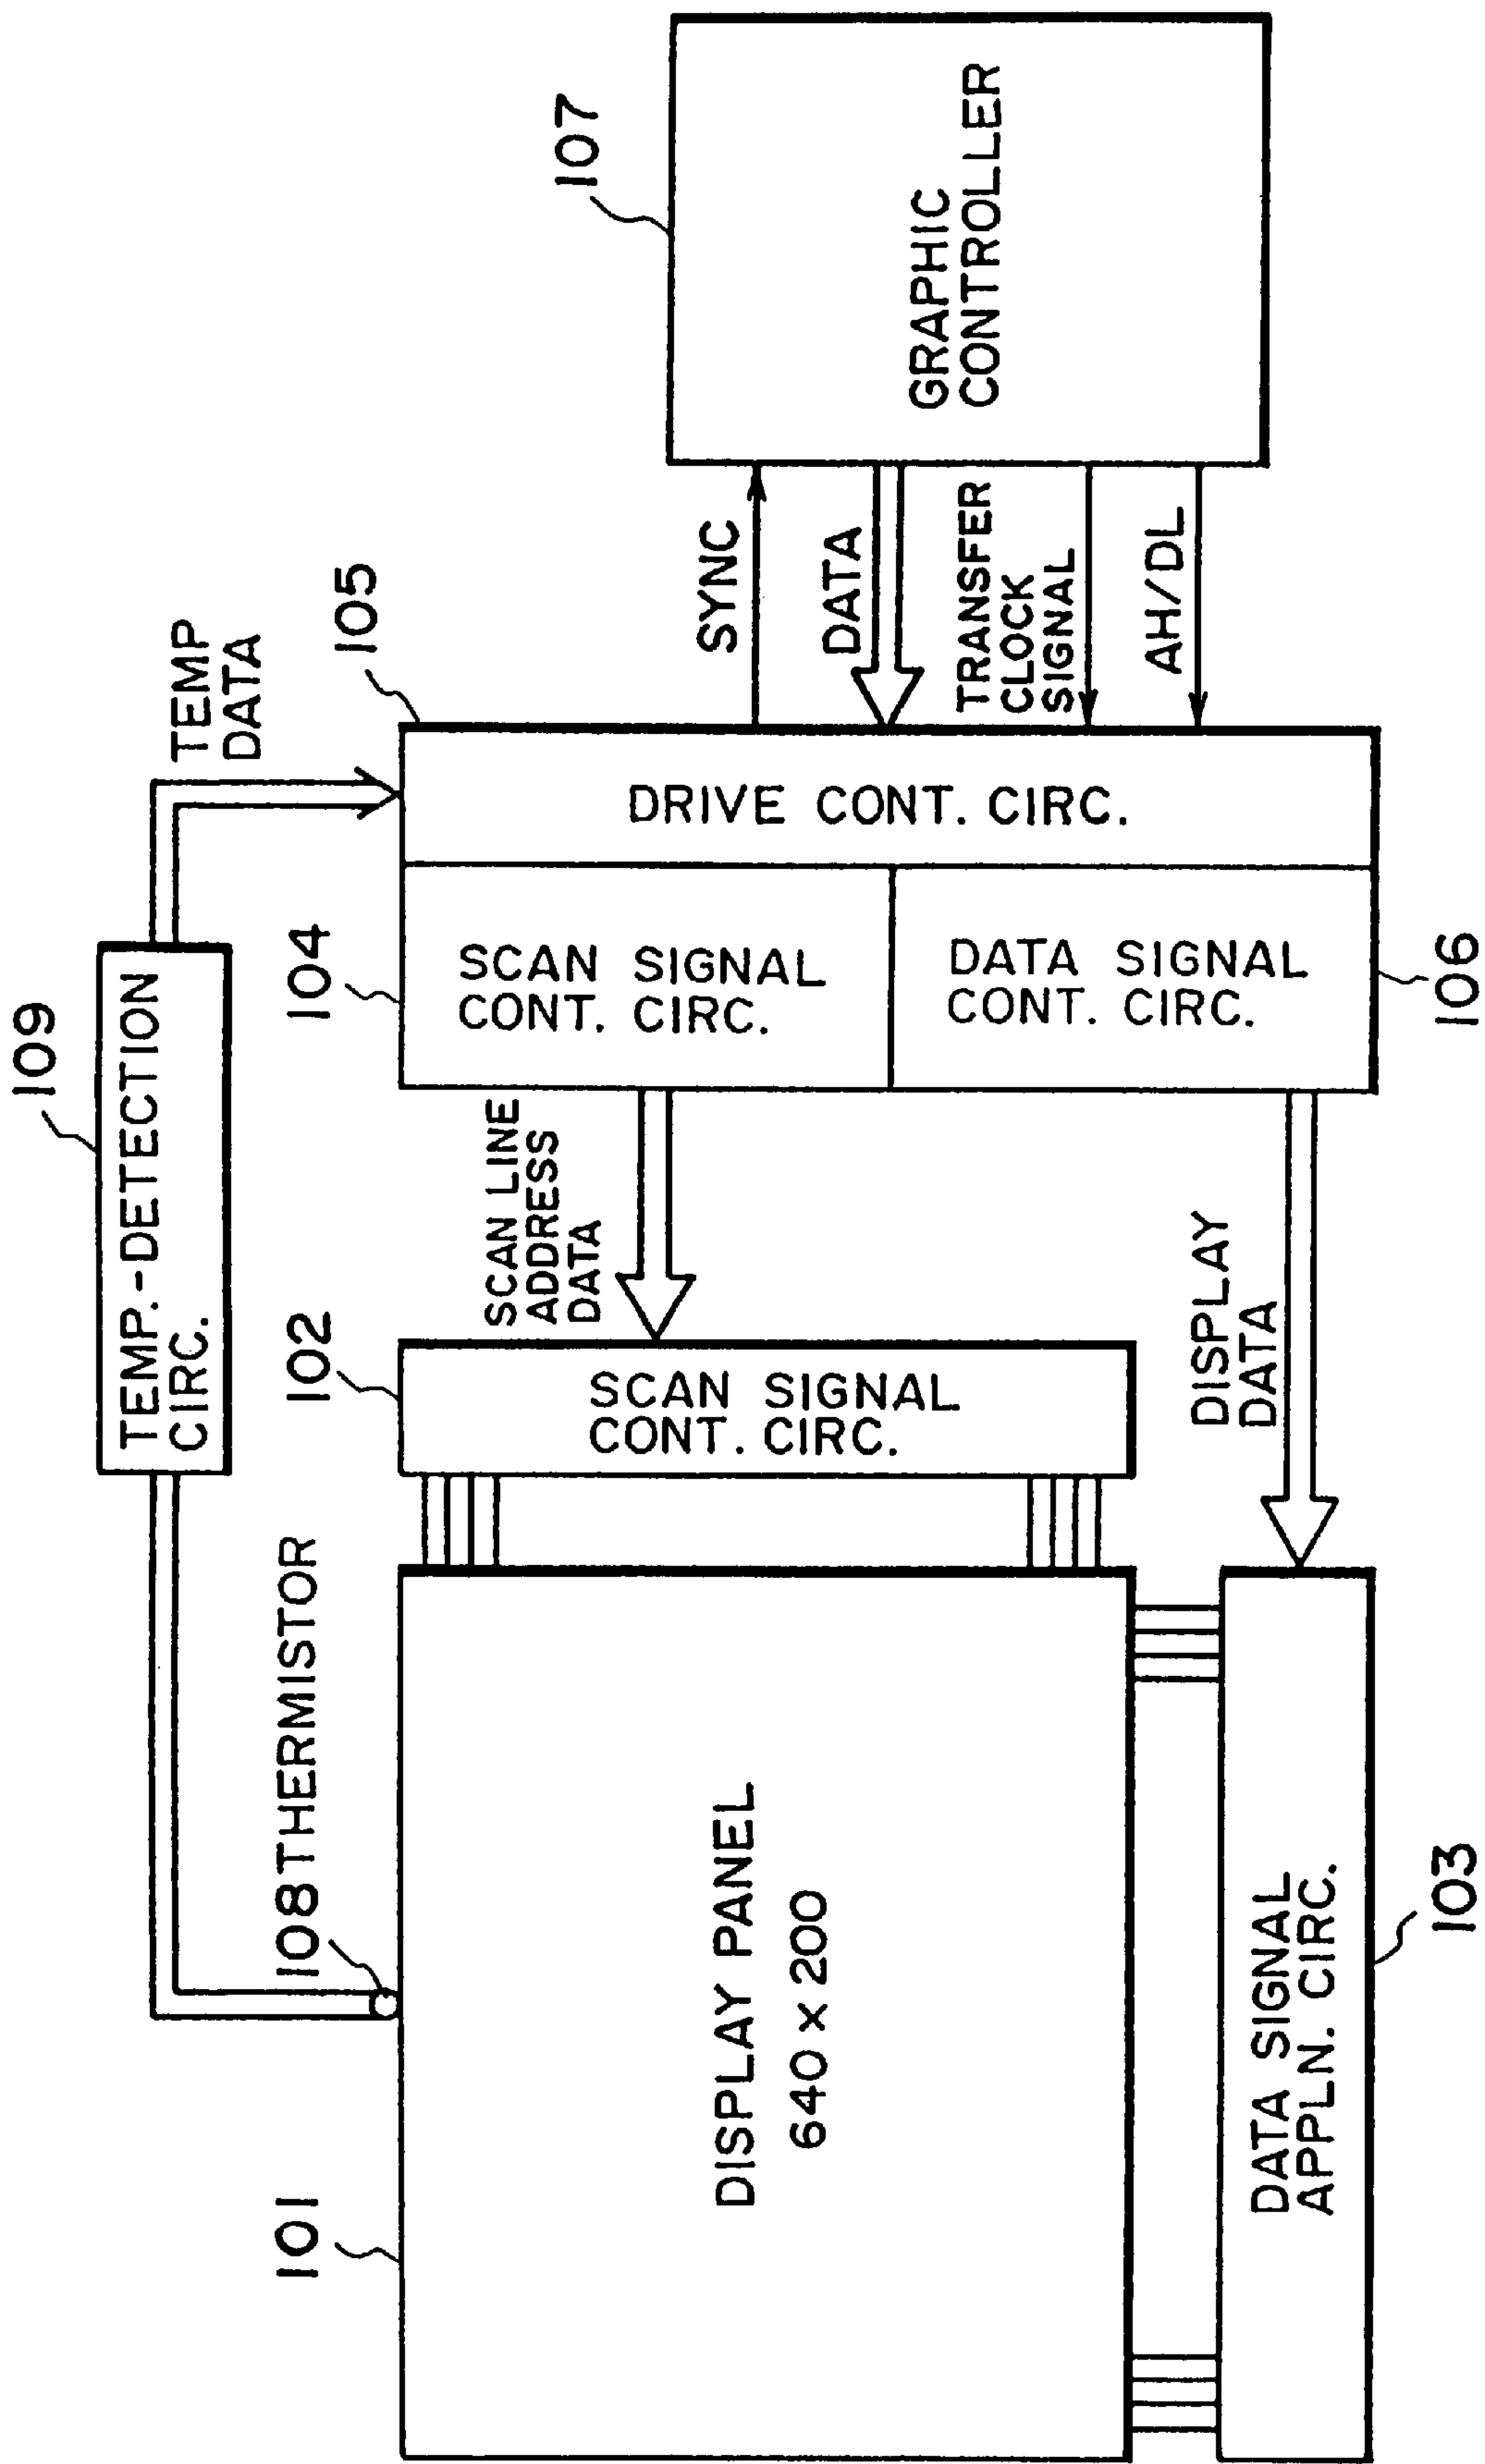 109
TEMP.-DETECTION
CIRC.
TEMP
DATA
108 THERMISTOR
101
102
104
105
107
DISPLAY PANEL
640 x 200
SCAN SIGNAL
CONT. CIRC.
SCAN LINE
ADDRESS
DATA
SCAN SIGNAL
CONT. CIRC.
DATA SIGNAL
CONT. CIRC.
DRIVE CONT. CIRC.
SYNC
DATA
TRANSFER
CLOCK
SIGNAL
AH/DL
GRAPHIC
CONTROLLER
DISPLAY
DATA
DATA SIGNAL
APPLN. CIRC.
103
106